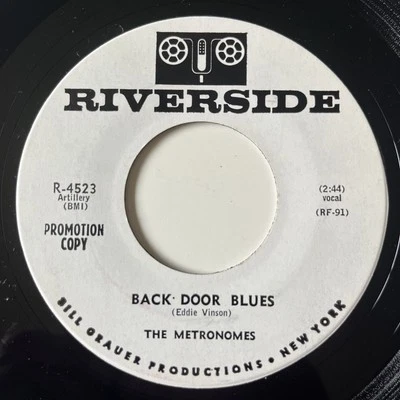 RIVERSIDE
R-4523
Artillery
(BMI)
PROMOTION
COPY
(2:44)
vocal
(RF-91)
BACK DOOR BLUES
(Eddie Vinson)
THE METRONOMES
BILL GRAUER PRODUCTIONS • NEW YORK